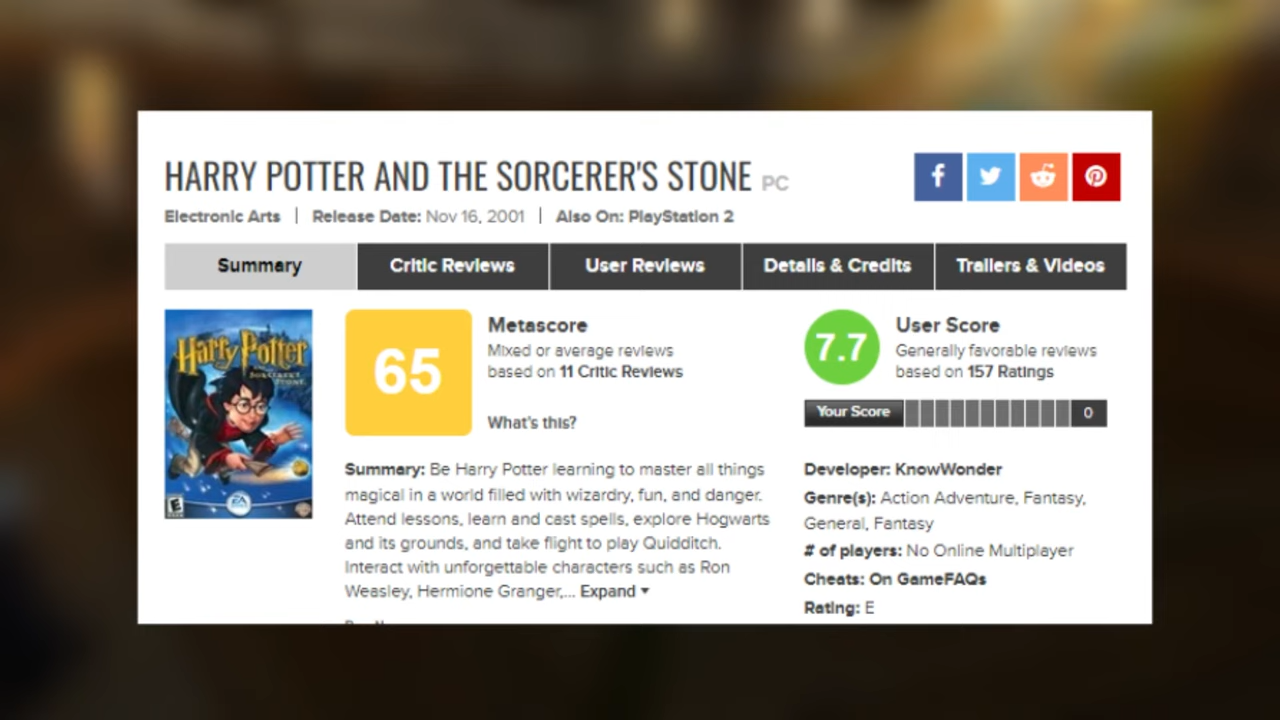 HARRY POTTER AND THE SORCERER'S STONE PC
Electronic Arts | Release Date: Nov 16, 2001 | Also On: PlayStation 2
Summary
Critic Reviews
User Reviews
Details & Credits
Trailers & Videos
Harry Potter
SORCERER'S
STONE
E
EA
65
Metascore
Mixed or average reviews
based on 11 Critic Reviews
What's this?
Summary: Be Harry Potter learning to master all things
magical in a world filled with wizardry, fun, and danger.
Attend lessons, learn and cast spells, explore Hogwarts
and its grounds, and take flight to play Quidditch.
Interact with unforgettable characters such as Ron
Weasley, Hermione Granger,... Expand
7.7
User Score
Generally favorable reviews
based on 157 Ratings
Your Score
0
Developer: KnowWonder
Genre(s): Action Adventure, Fantasy,
General, Fantasy
# of players: No Online Multiplayer
Cheats: On GameFAQs
Rating: E